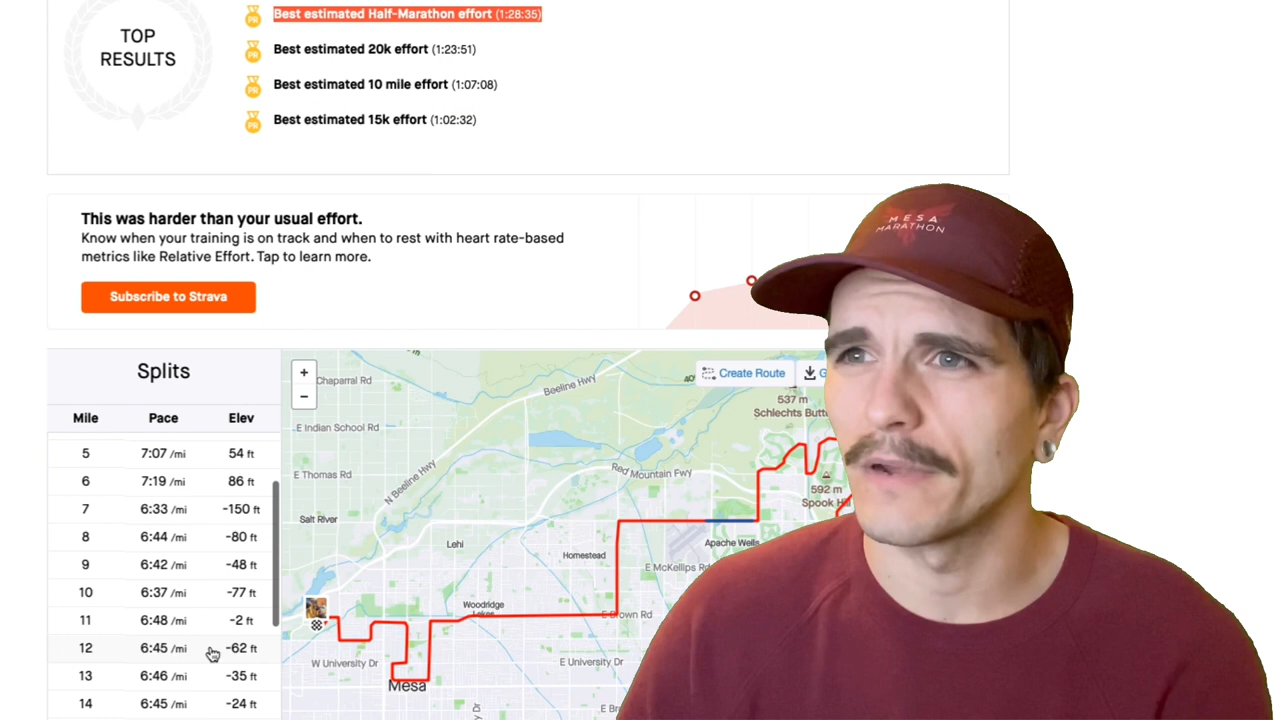 Best estimated Half-Marathon effort (1:28:35)
PR
TOP
RESULTS
Best estimated 20k effort (1:23:51)
PR
Best estimated 10 mile effort (1:07:08)
PR
Best estimated 15k effort (1:02:32)
PR
This was harder than your usual effort.
Know when your training is on track and when to rest with heart rate-based
metrics like Relative Effort. Tap to learn more.
Subscribe to Strava
MESA
MARATHON
Splits
Mile Pace Elev
5 7:07 /mi 54 ft
6 7:19 /mi 86 ft
7 6:33 /mi -150 ft
8 6:44 /mi -80 ft
9 6:42 /mi -48 ft
10 6:37 /mi -77 ft
11 6:48 /mi -2 ft
12 6:45 /mi -62 ft
13 6:46 /mi -35 ft
14 6:45 /mi -24 ft
+
−
Create Route
Chaparral Rd
Beeline Hwy
537 m
Schlechts Butt
E Indian School Rd
E Thomas Rd
N Beeline Hwy
Red Mountain Fwy
592 m
Spook Hil
Salt River
Lehi
Homestead
Apache Wells
E McKellips Rd
Woodridge
Lakes
E Brown Rd
W University Dr
E University Dr
Mesa